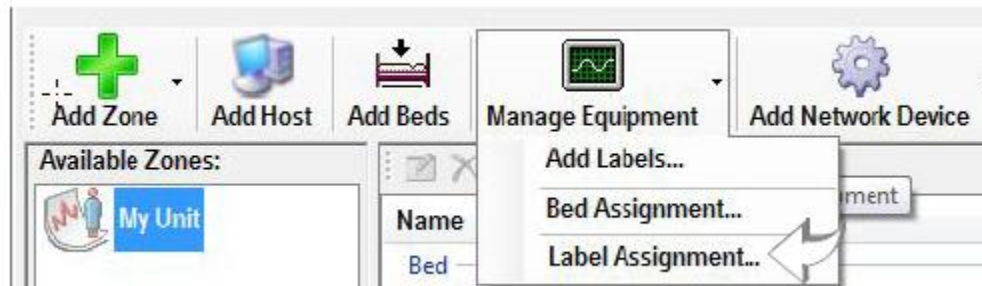 Add Zone Add Host Add Beds Manage Equipment Add Network Device
Available Zones:
Add Labels...
My Unit
Name
Bed Assignment...
Bed
Label Assignment...